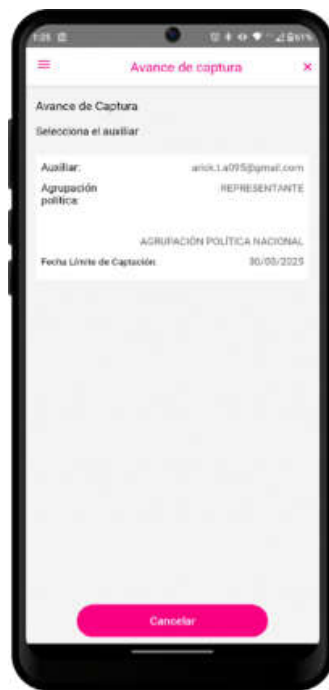 Avance de captura
Avance de Captura
Selecciona el auxiliar
Auxiliar:
Agrupación política:
REPRESENTANTE
AGRUPACIÓN POLÍTICA NACIONAL
Fecha Límite de Captación:
Cancelar